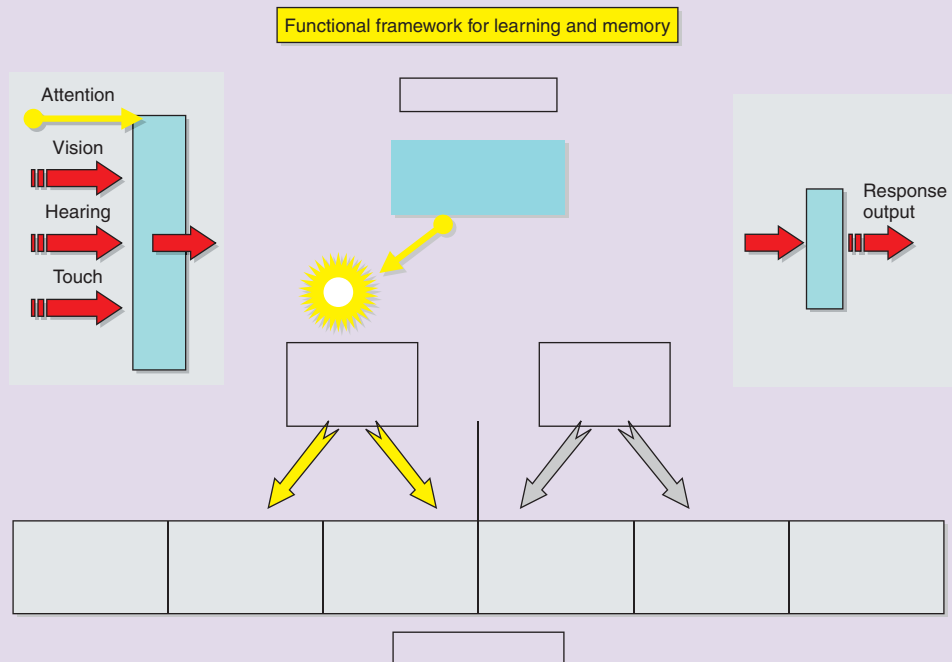 Functional framework for learning and memory
Attention
Vision
Hearing
Touch
Response
output